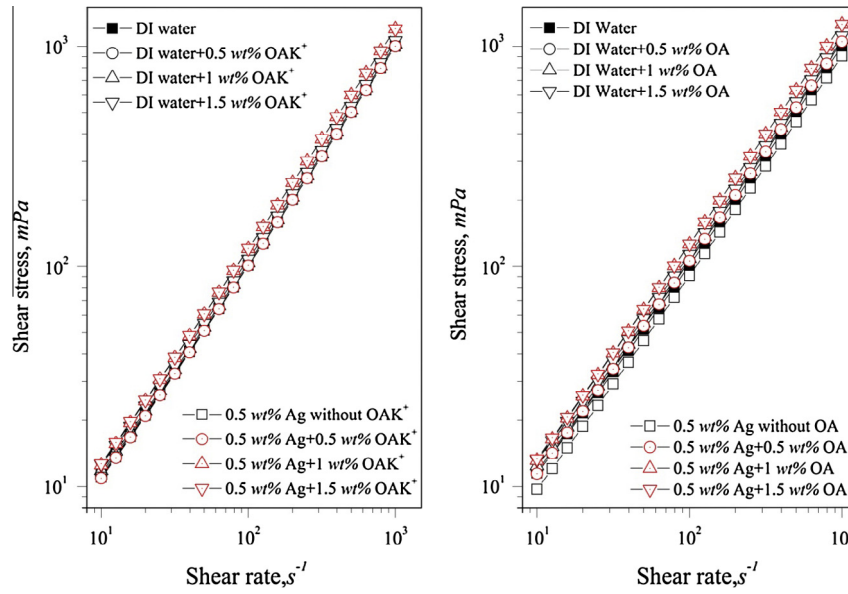 DI water
DI water+0.5 wt% OAK⁺
DI water+1 wt% OAK⁺
DI water+1.5 wt% OAK⁺
10³
10²
10¹
Shear stress, mPa
0.5 wt% Ag without OAK⁺
0.5 wt% Ag+0.5 wt% OAK⁺
0.5 wt% Ag+1 wt% OAK⁺
0.5 wt% Ag+1.5 wt% OAK⁺
10¹ 10² 10³
Shear rate,s⁻¹
DI Water
DI Water+0.5 wt% OA
DI Water+1 wt% OA
DI Water+1.5 wt% OA
10³
10²
10¹
Shear stress, mPa
0.5 wt% Ag without OA
0.5 wt% Ag+0.5 wt% OA
0.5 wt% Ag+1 wt% OA
0.5 wt% Ag+1.5 wt% OA
10¹ 10² 10
Shear rate,s⁻¹